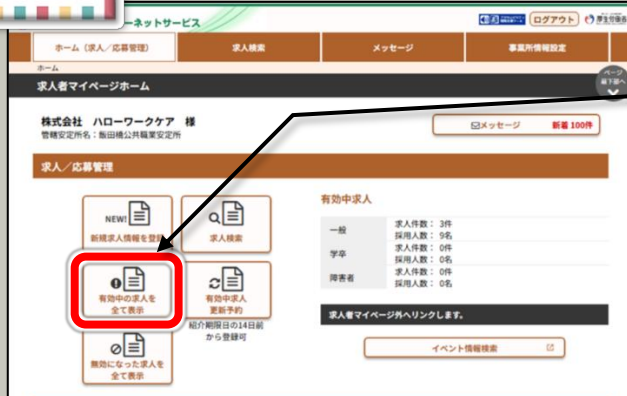 ーネットサービス
ログアウト
ホーム（求人／応募管理）
求人検索
メッセージ
事業所情報設定
ホーム
ページ
最下部へ
求人者マイページホーム
株式会社 ハローワークケア 様
管轄安定所名：飯田橋公共職業安定所
メッセージ 新着 100件
求人／応募管理
NEW!
新規求人情報を登録
求人検索
有効中の求人を
全て表示
有効中求人
更新予約
紹介期限日の14日前
から登録可
無効になった求人を
全て表示
有効中求人
一般
求人件数： 3件
採用人数： 9名
学卒
求人件数： 0件
採用人数： 0名
障害者
求人件数： 0件
採用人数： 0名
求人者マイページ外へリンクします。
イベント情報検索